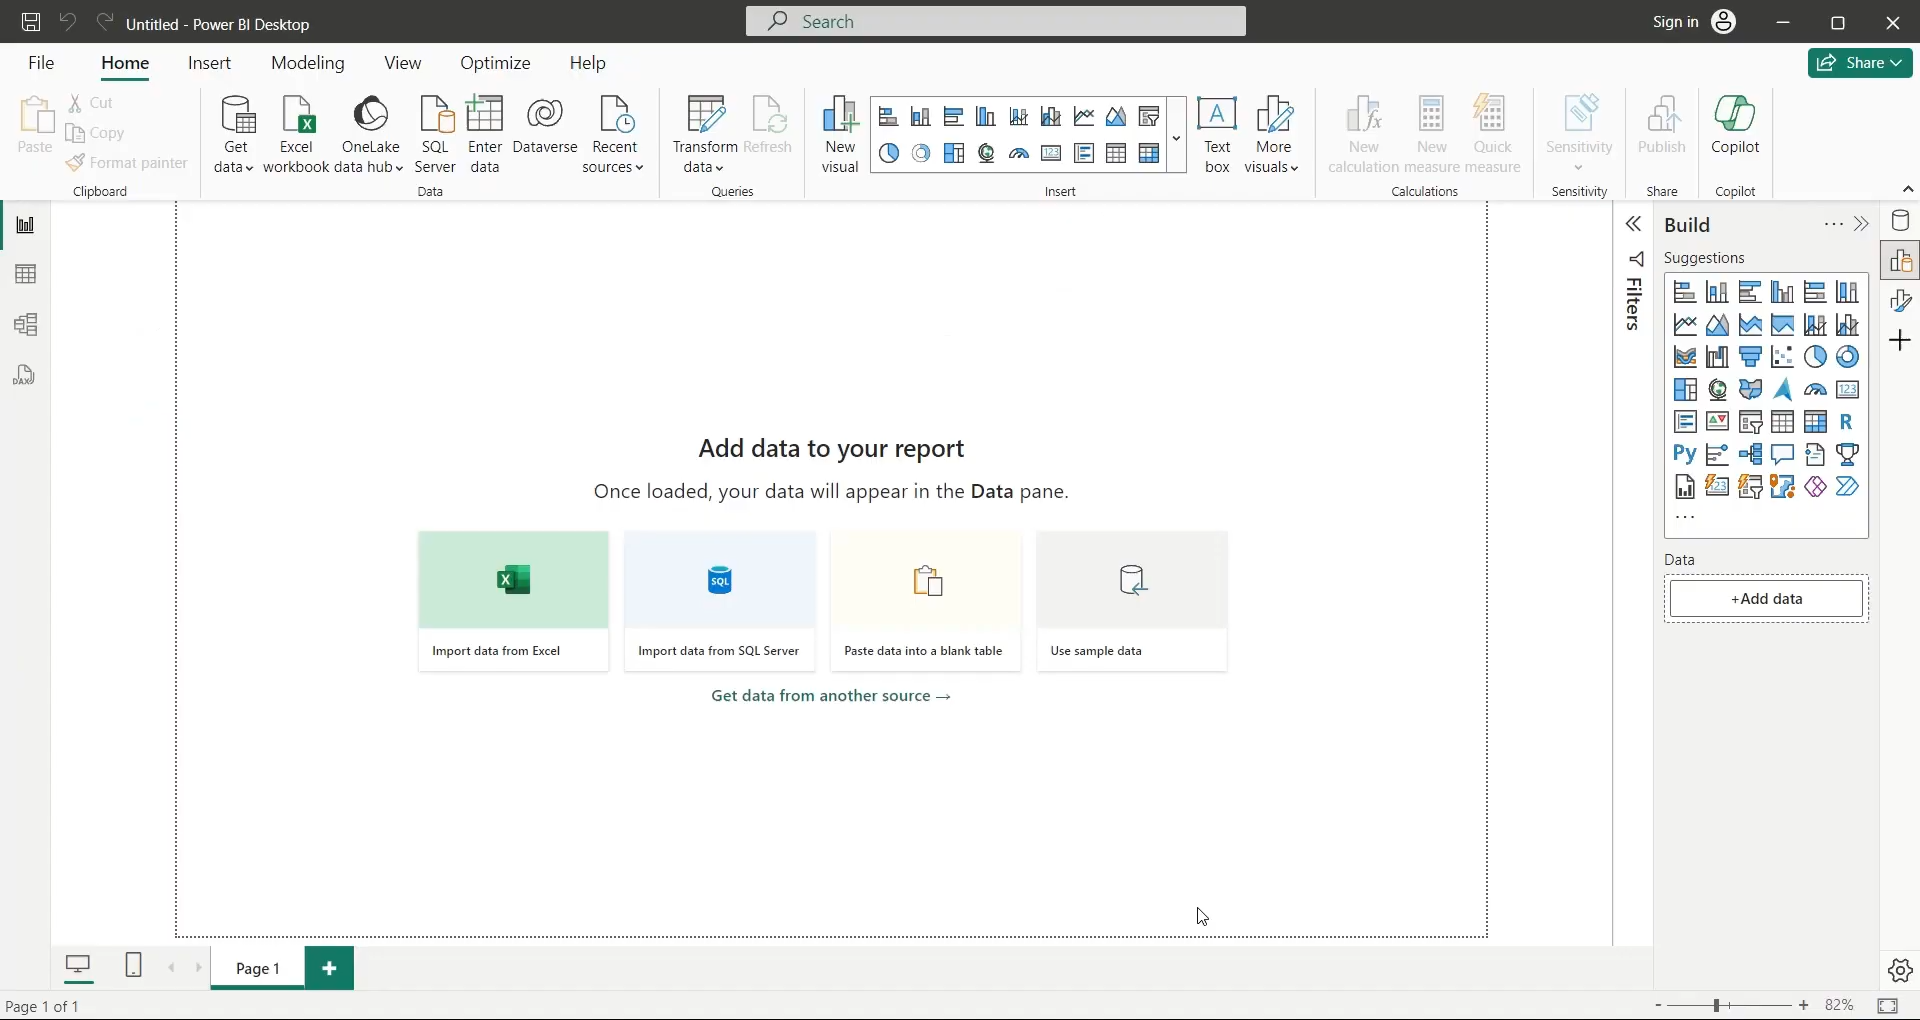 Untitled - Power BI Desktop
Search
Sign in
File
Home
Insert
Modeling
View
Optimize
Help
Share
Paste
Cut
Copy
Format painter
Clipboard
Get data
Excel workbook
OneLake data hub
SQL Server
Enter data
Dataverse
Recent sources
Data
Transform data
Refresh
Queries
New visual
Text box
More visuals
Insert
New calculation
New measure
Quick measure
Calculations
Sensitivity
Sensitivity
Publish
Share
Copilot
Copilot
DAX
Add data to your report
Once loaded, your data will appear in the Data pane.
X
SQL
Import data from Excel
Import data from SQL Server
Paste data into a blank table
Use sample data
Get data from another source →
Filters
Build
Suggestions
123
R
Py
123
Data
+Add data
Page 1
Page 1 of 1
82%